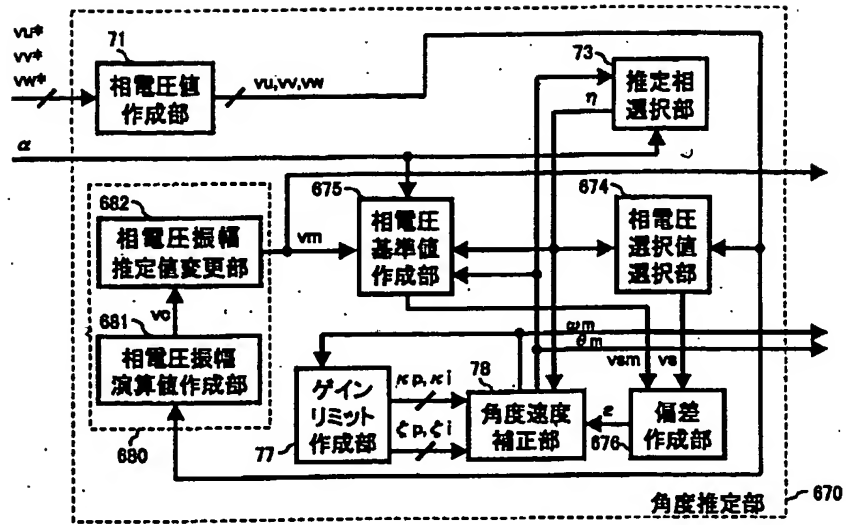 vu*
vv*
vw*
71
相電圧値
作成部
vu,vv,vw
73
推定相
選択部
η
α
682
相電圧振幅
推定値変更部
vm
675
相電圧
基準値
作成部
674
相電圧
選択値
選択部
vc
681
相電圧振幅
演算値作成部
680
ωm
θm
vsm
vs
ゲイン
リミット
作成部
77
κp,κi
ζp,ζi
78
角度速度
補正部
ε
676
偏差
作成部
670
角度推定部